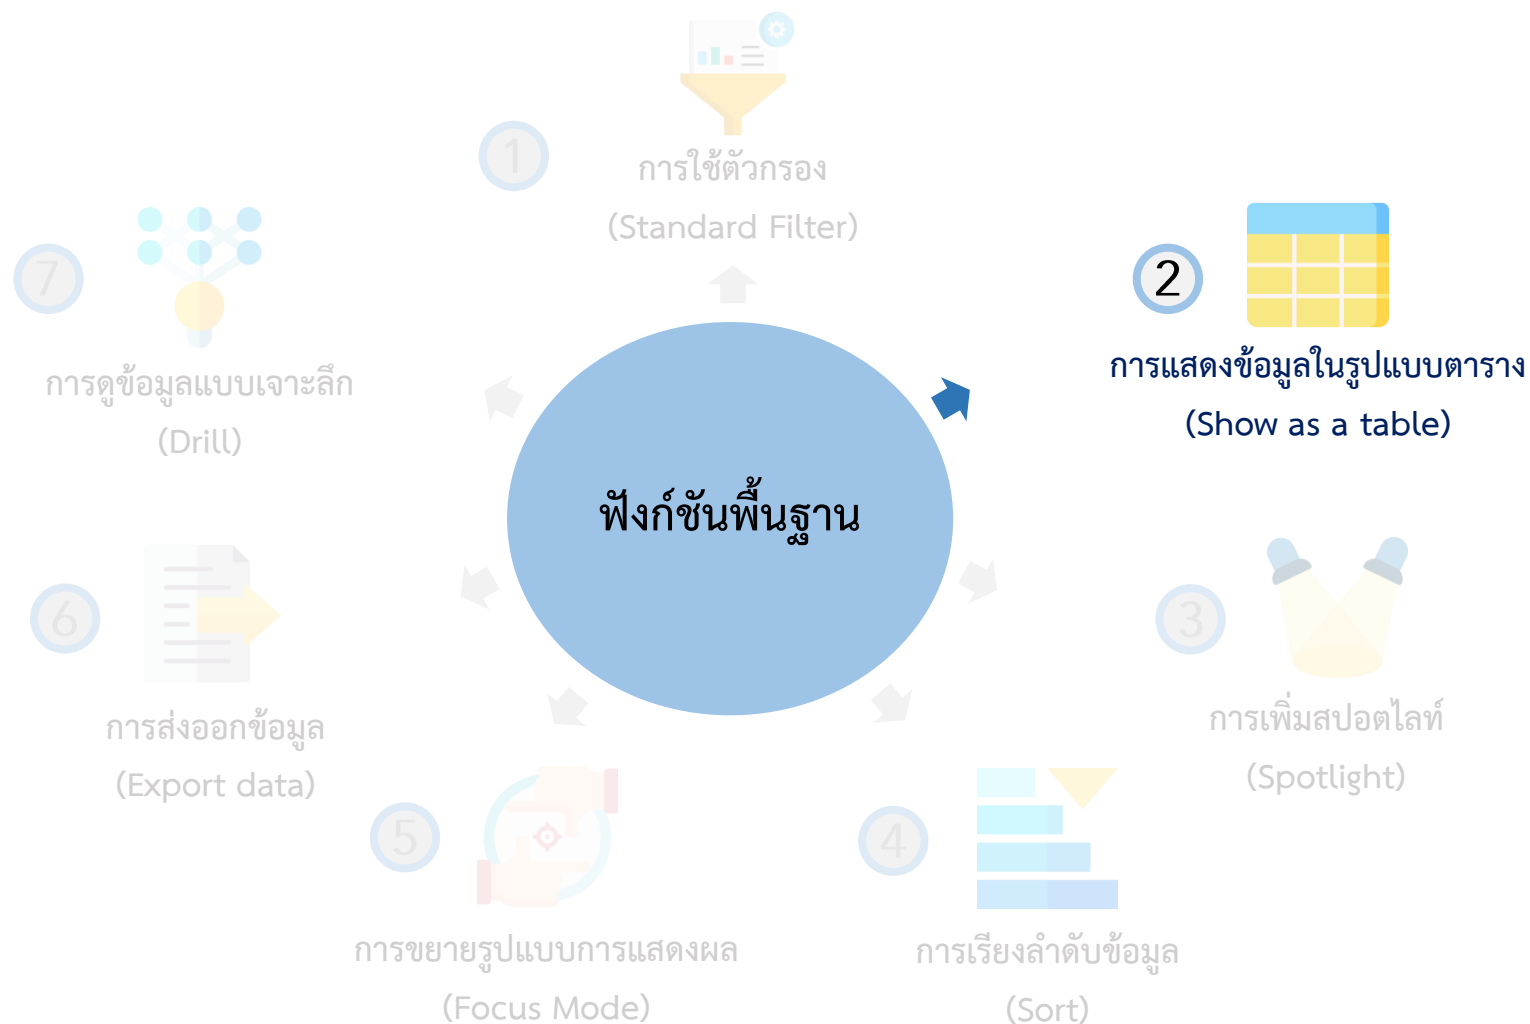 1
การใช้ตัวกรอง
(Standard Filter)
2
การแสดงข้อมูลในรูปแบบตาราง
(Show as a table)
3
การเพิ่มสปอตไลท์
(Spotlight)
4
การเรียงลำดับข้อมูล
(Sort)
5
การขยายรูปแบบการแสดงผล
(Focus Mode)
6
การส่งออกข้อมูล
(Export data)
7
การดูข้อมูลแบบเจาะลึก
(Drill)
ฟังก์ชันพื้นฐาน